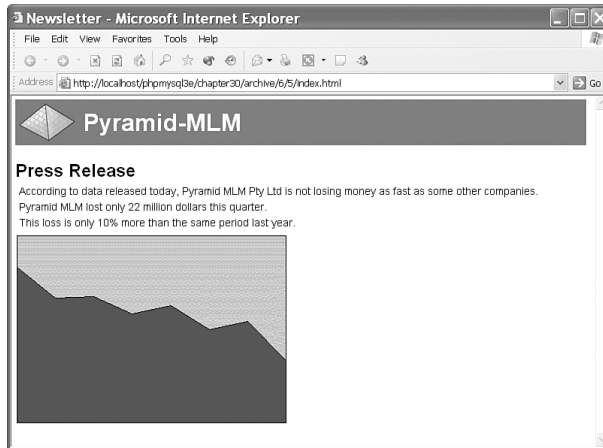 Newsletter - Microsoft Internet Explorer
File Edit View Favorites Tools Help
Address http://localhost/phpmysql3e/chapter30/archive/6/5/index.html Go
Pyramid-MLM
Press Release
According to data released today, Pyramid MLM Pty Ltd is not losing money as fast as some other companies.
Pyramid MLM lost only 22 million dollars this quarter.
This loss is only 10% more than the same period last year.